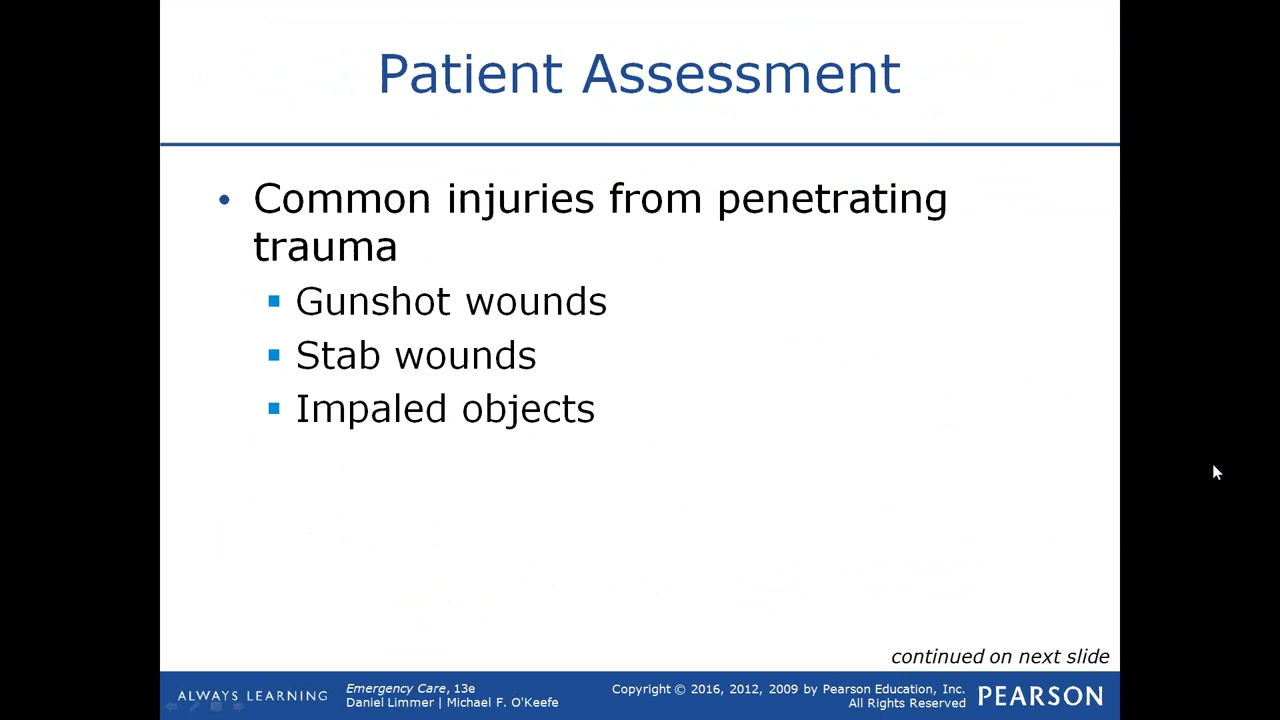 Patient Assessment
• Common injuries from penetrating
trauma
▪ Gunshot wounds
▪ Stab wounds
▪ Impaled objects
continued on next slide
ALWAYS LEARNING
Emergency Care, 13e
Daniel Limmer | Michael F. O'Keefe
Copyright © 2016, 2012, 2009 by Pearson Education, Inc.
All Rights Reserved
PEARSON